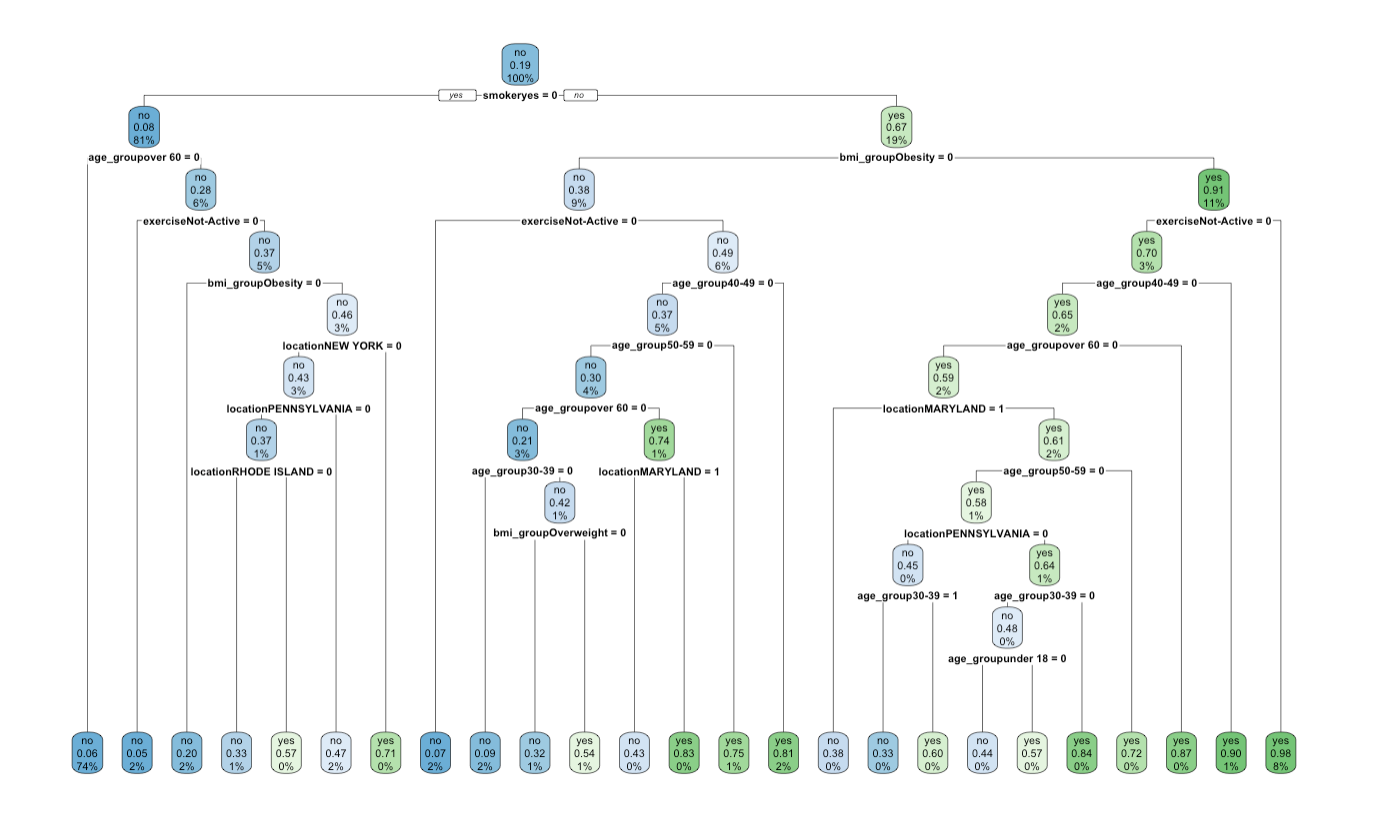 no
0.19
100%
yes smokeryes = 0 no
no
0.08
81%
yes
0.67
19%
age_groupover 60 = 0
bmi_groupObesity = 0
no
0.28
6%
no
0.38
9%
yes
0.91
11%
exerciseNot-Active = 0
exerciseNot-Active = 0
exerciseNot-Active = 0
no
0.37
5%
no
0.49
6%
yes
0.70
3%
bmi_groupObesity = 0
age_group40-49 = 0
age_group40-49 = 0
no
0.46
3%
no
0.37
5%
yes
0.65
2%
locationNEW YORK = 0
age_group50-59 = 0
age_groupover 60 = 0
no
0.43
3%
no
0.30
4%
yes
0.59
2%
locationPENNSYLVANIA = 0
age_groupover 60 = 0
locationMARYLAND = 1
no
0.37
1%
no
0.21
3%
yes
0.74
1%
yes
0.61
2%
locationRHODE ISLAND = 0
age_group30-39 = 0
locationMARYLAND = 1
age_group50-59 = 0
no
0.42
1%
yes
0.58
1%
bmi_groupOverweight = 0
locationPENNSYLVANIA = 0
no
0.45
0%
yes
0.64
1%
age_group30-39 = 1
age_group30-39 = 0
no
0.48
0%
age_groupunder 18 = 0
no
0.06
74%
no
0.05
2%
no
0.20
2%
no
0.33
1%
yes
0.57
0%
no
0.47
2%
yes
0.71
0%
no
0.07
2%
no
0.09
2%
no
0.32
1%
yes
0.54
1%
no
0.43
0%
yes
0.83
0%
yes
0.75
1%
yes
0.81
2%
no
0.38
0%
no
0.33
0%
yes
0.60
0%
no
0.44
0%
yes
0.57
0%
yes
0.84
0%
yes
0.72
0%
yes
0.87
0%
yes
0.90
1%
yes
0.98
8%